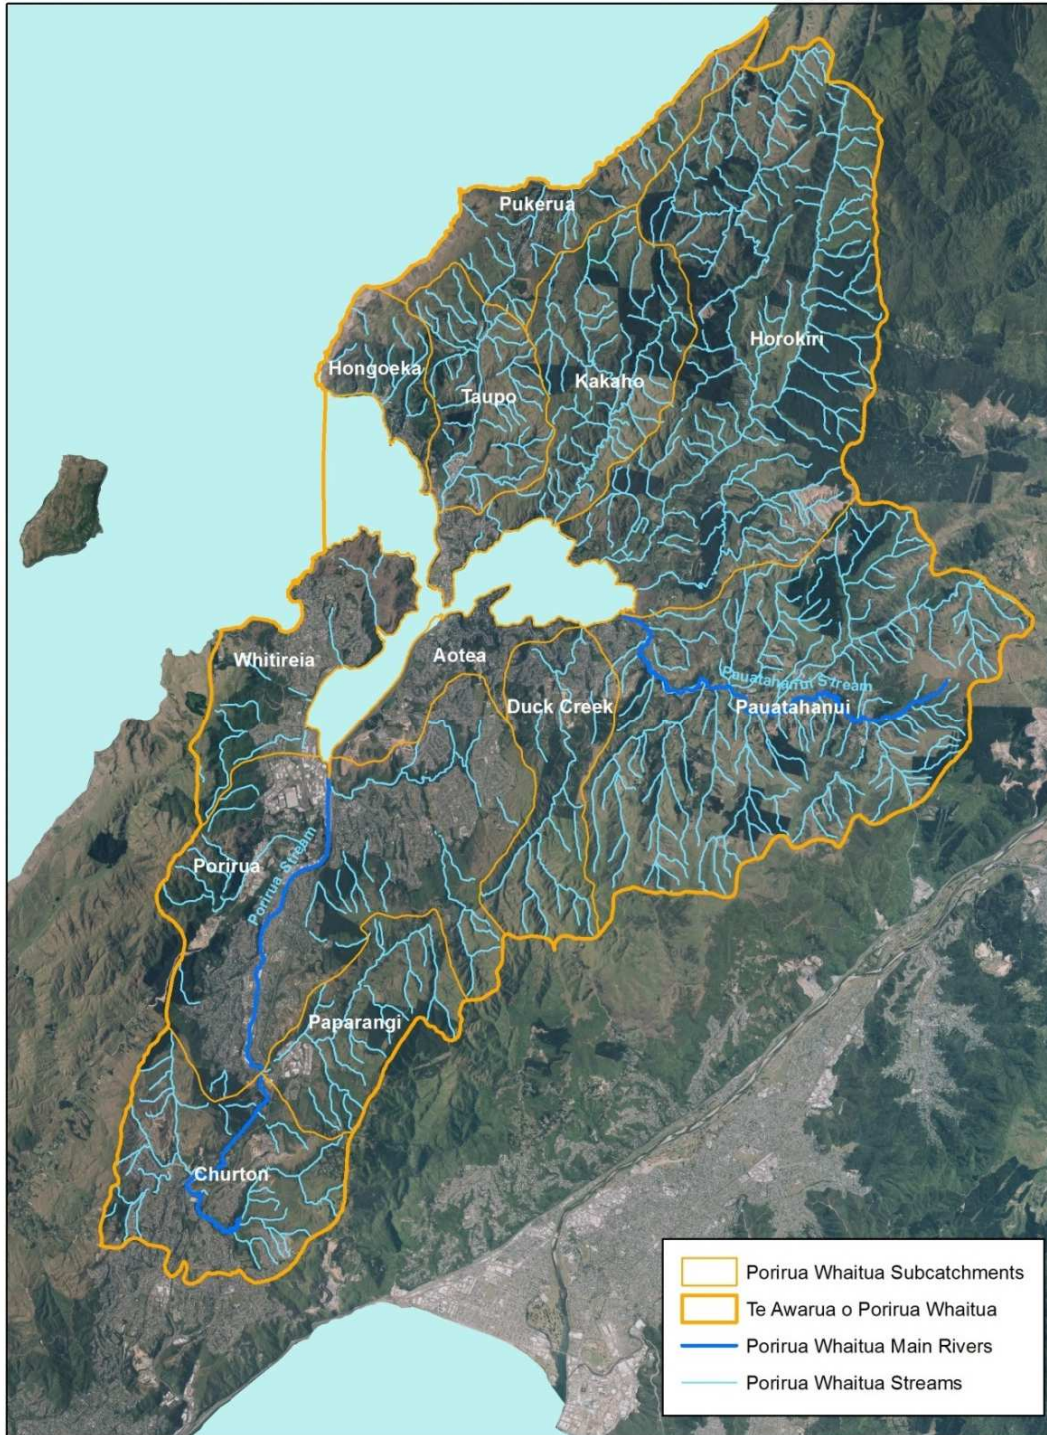 Pukerua
Horokiri
Hongoeka
Kakaho
Taupo
Whitireia
Aotea
Pauatahanui Stream
Duck Creek
Pauatahanui
Porirua
Porirua Stream
Paparangi
Churton
Porirua Whaitua Subcatchments
Te Awarua o Porirua Whaitua
Porirua Whaitua Main Rivers
Porirua Whaitua Streams